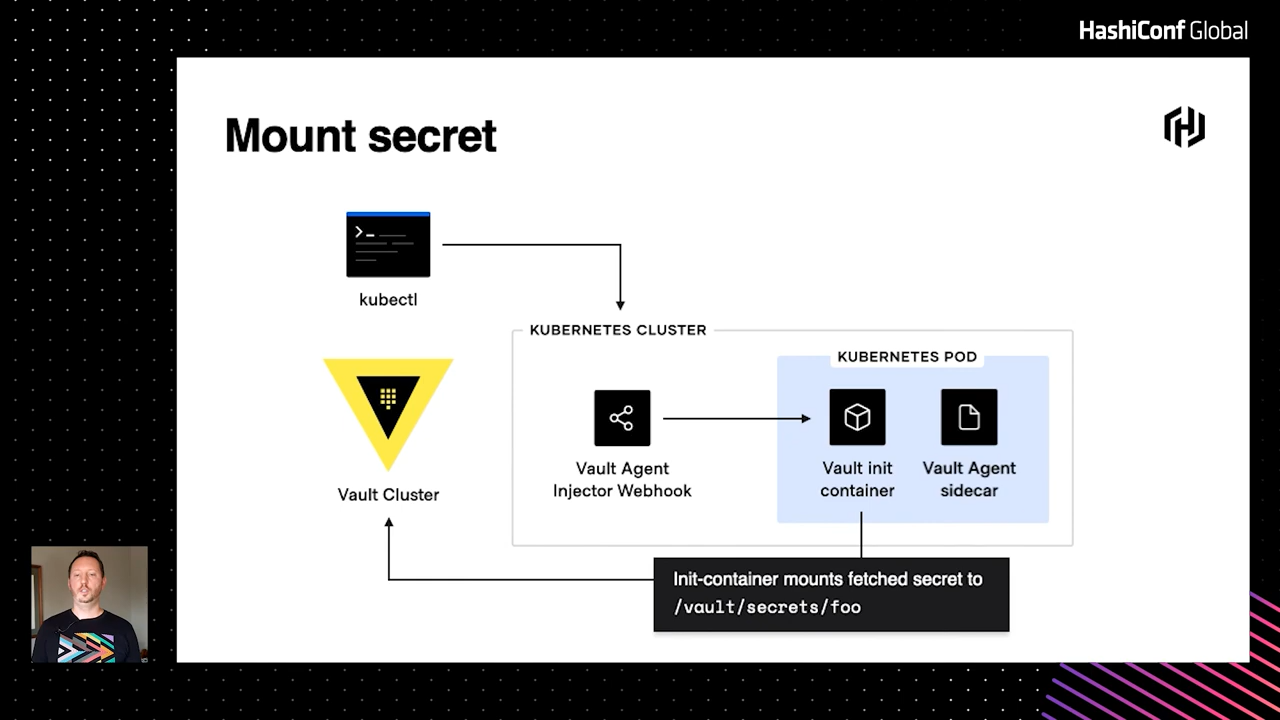 HashiConf Global
Mount secret
kubectl
KUBERNETES CLUSTER
KUBERNETES POD
Vault Agent
Injector Webhook
Vault init
container
Vault Agent
sidecar
Vault Cluster
Init-container mounts fetched secret to
/vault/secrets/foo